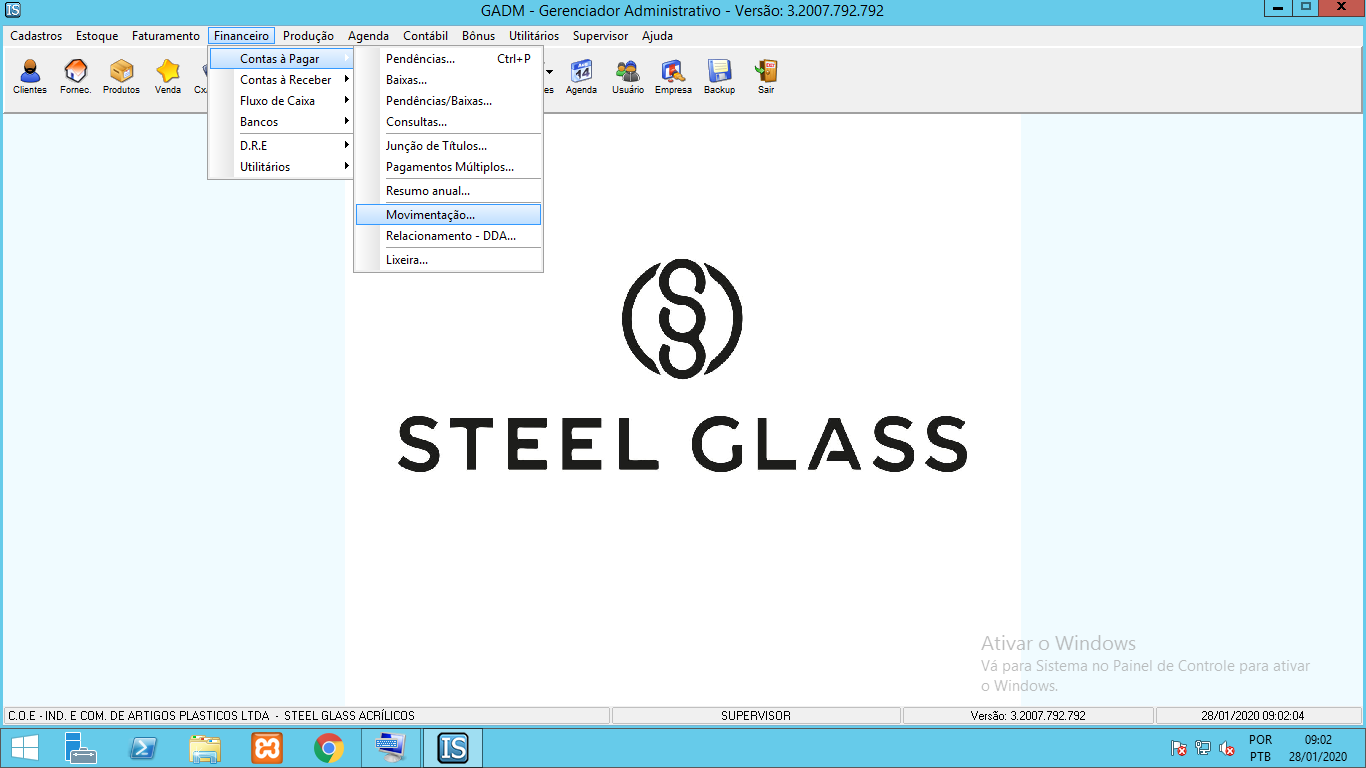 IS GADM - Gerenciador Administrativo - Versão: 3.2007.792.792
Cadastros Estoque Faturamento Financeiro Produção Agenda Contábil Bônus Utilitários Supervisor Ajuda
Clientes Fornec. Produtos Venda Agenda Usuário Empresa Backup Sair
Contas à Pagar
Contas à Receber
Fluxo de Caixa
Bancos
D.R.E
Utilitários
Pendências... Ctrl+P
Baixas...
Pendências/Baixas...
Consultas...
Junção de Títulos...
Pagamentos Múltiplos...
Resumo anual...
Movimentação...
Relacionamento - DDA...
Lixeira...
STEEL GLASS
Ativar o Windows
Vá para Sistema no Painel de Controle para ativar
o Windows.
C.O.E - IND. E COM. DE ARTIGOS PLASTICOS LTDA - STEEL GLASS ACRÍLICOS SUPERVISOR Versão: 3.2007.792.792 28/01/2020 09:02:04
IS POR 09:02
PTB 28/01/2020